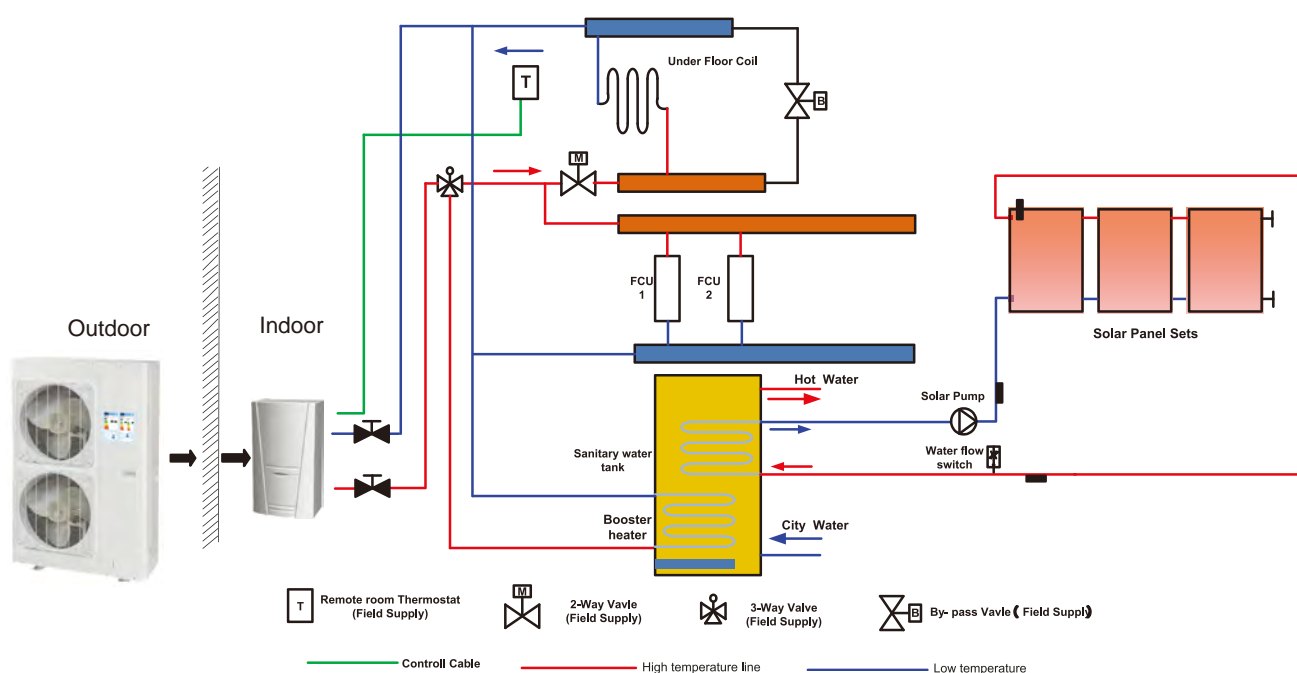 Under Floor Coil
T
B
M
FCU
1
FCU
2
Outdoor
Indoor
Solar Panel Sets
Hot Water
Solar Pump
Sanitary water
tank
Water flow
switch
Booster
heater
City Water
T
Remote room Thermostat
(Field Supply)
M
2-Way Vavle
(Field Supply)
3-Way Valve
(Field Supply)
B
By- pass Vavle ( Field Supply)
Controll Cable
High temperature line
Low temperature